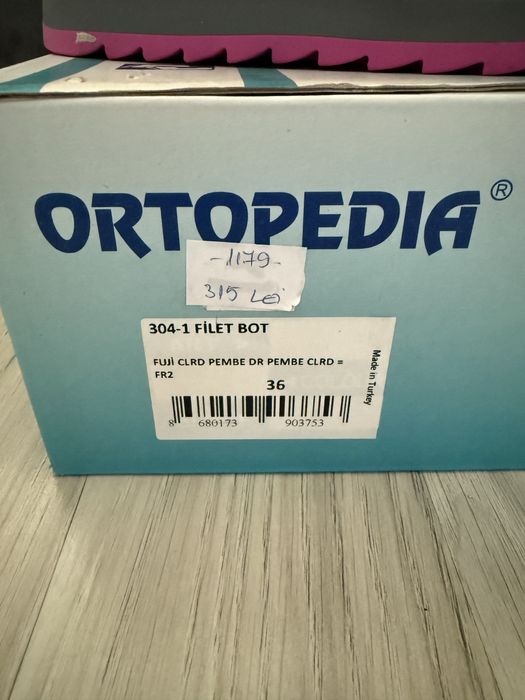 ORTOPEDIA ®
-1179-
315 Lei
304-1 FİLET BOT
FUJİ CLRD PEMBE DR PEMBE CLRD =
FR2
36
Made in Turkey
8 680173 903753